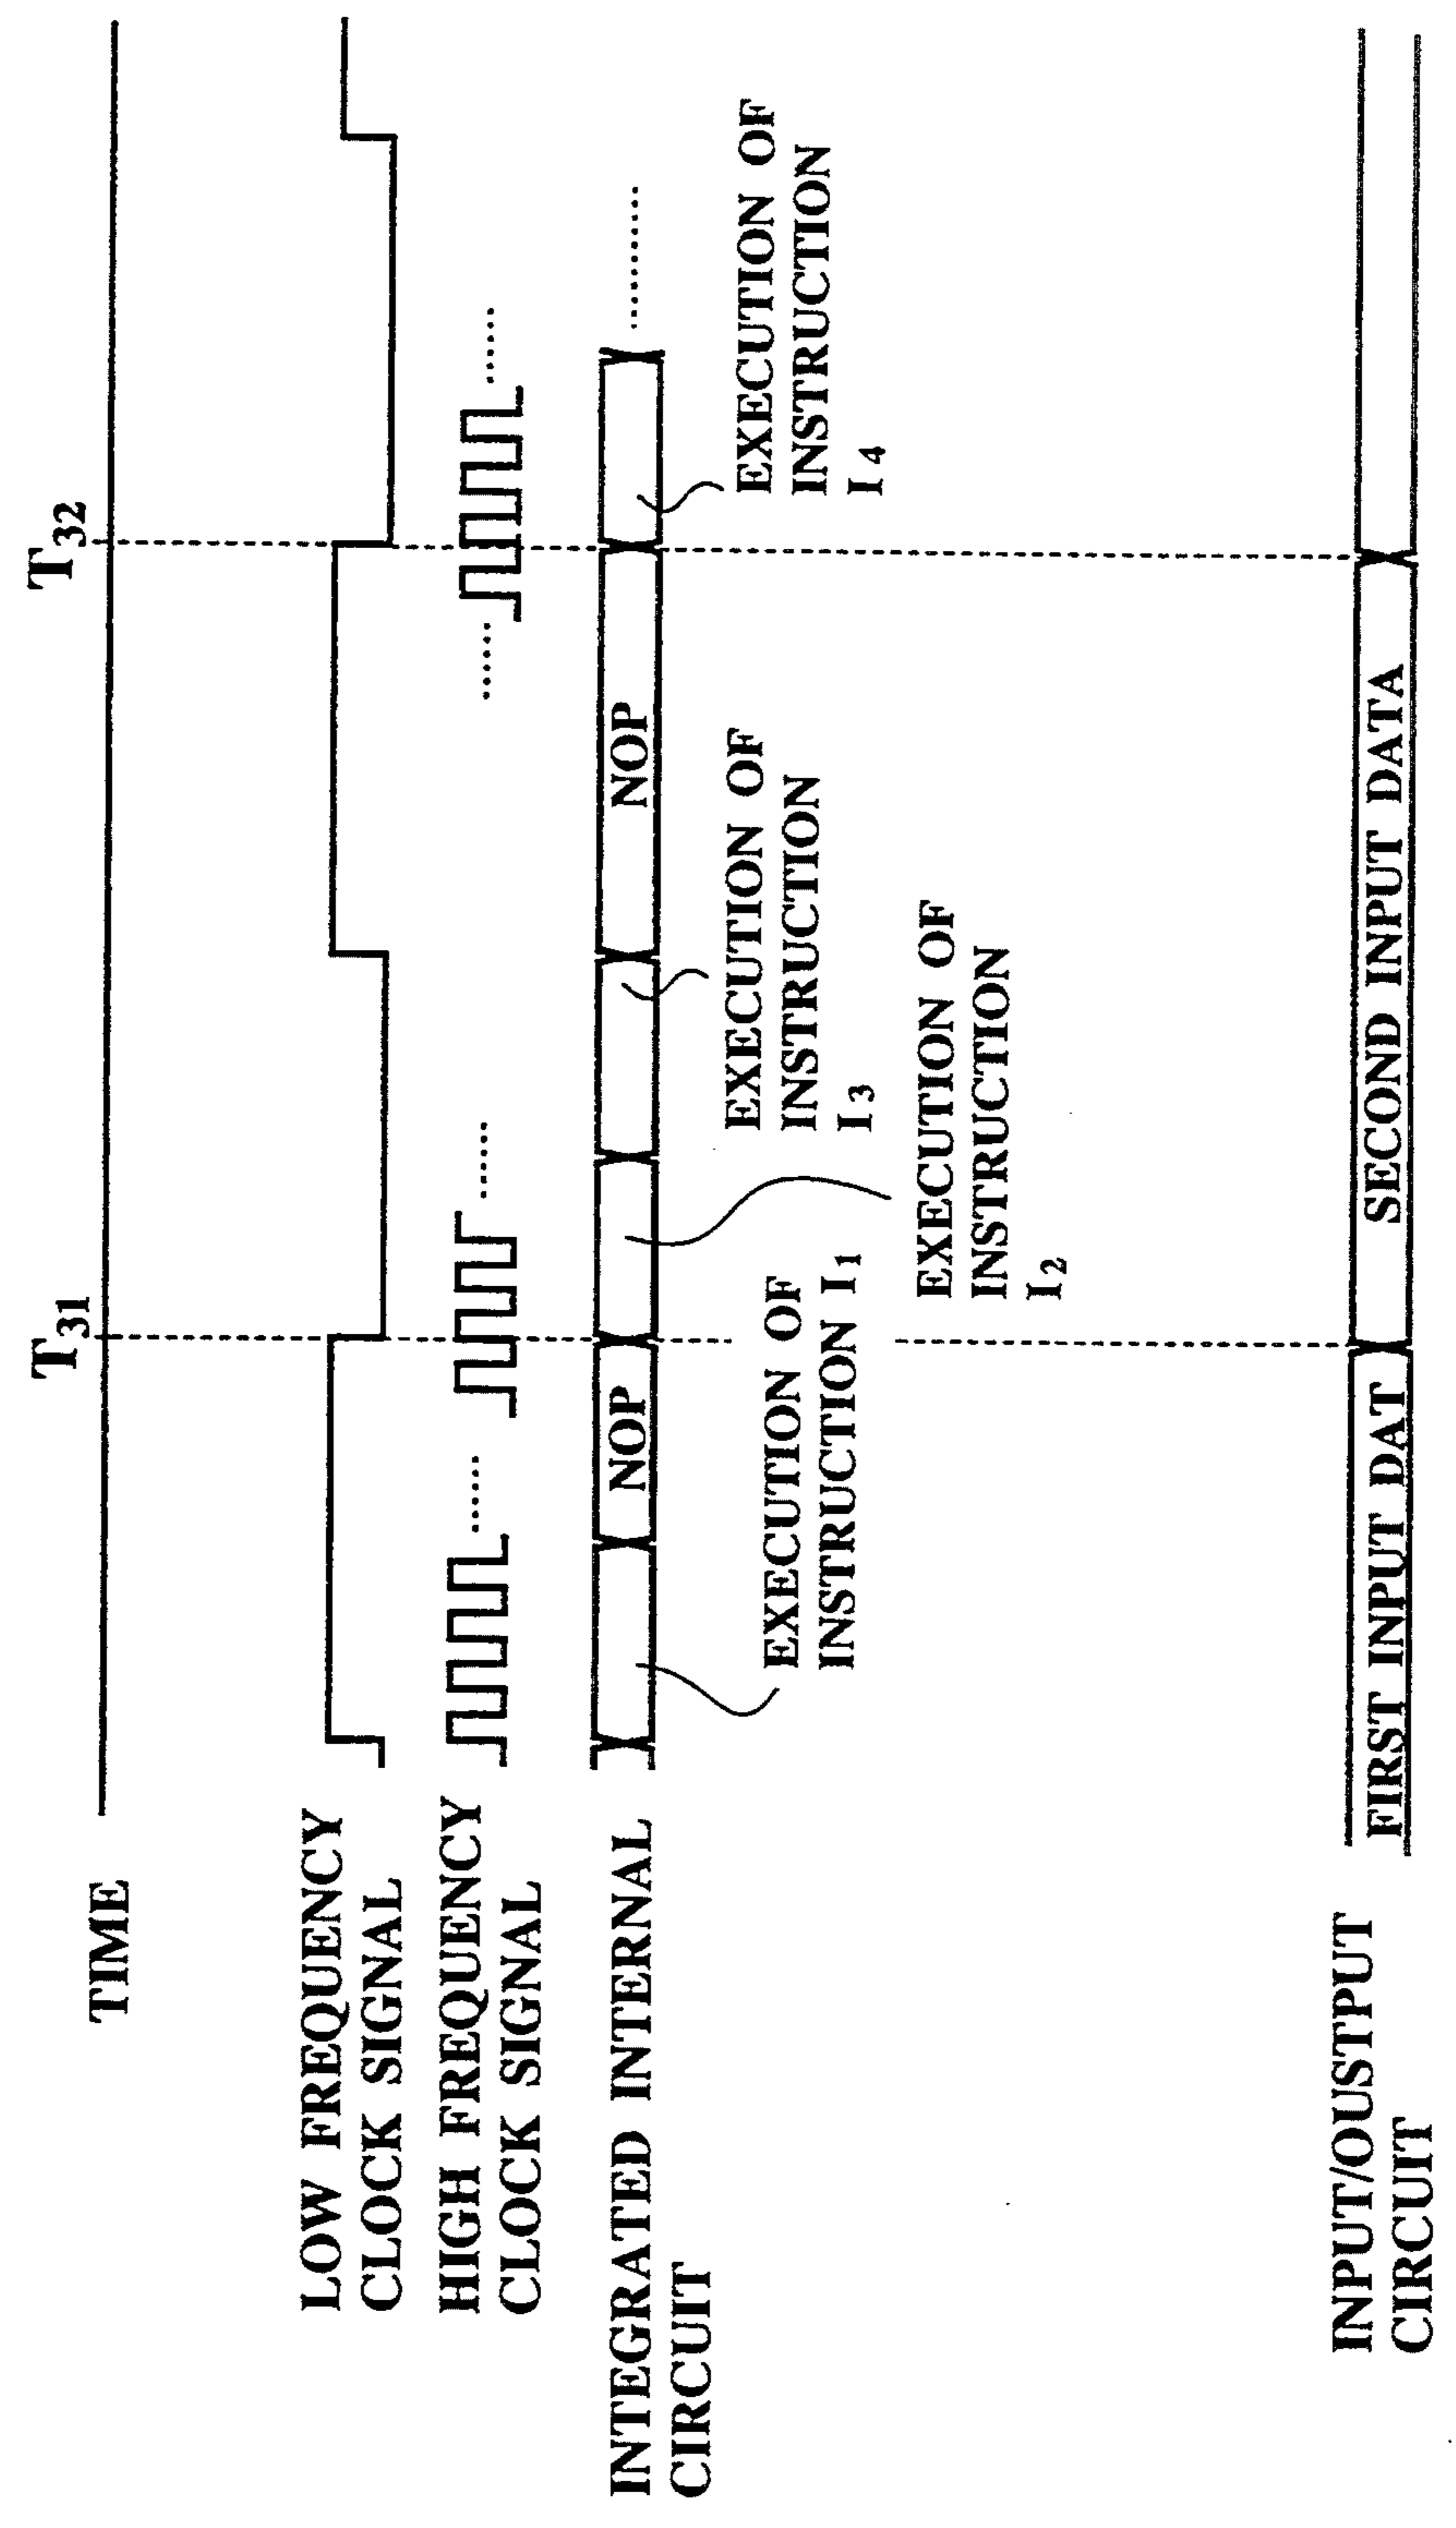 TIME
T31
T32
LOW FREQUENCY
CLOCK SIGNAL
HIGH FREQUENCY
CLOCK SIGNAL
INTEGRATED INTERNAL
CIRCUIT
NOP
NOP
EXECUTION OF
INSTRUCTION I1
EXECUTION OF
INSTRUCTION
I2
EXECUTION OF
INSTRUCTION
I3
EXECUTION OF
INSTRUCTION
I4
INPUT/OUSTPUT
CIRCUIT
FIRST INPUT DAT
SECOND INPUT DATA